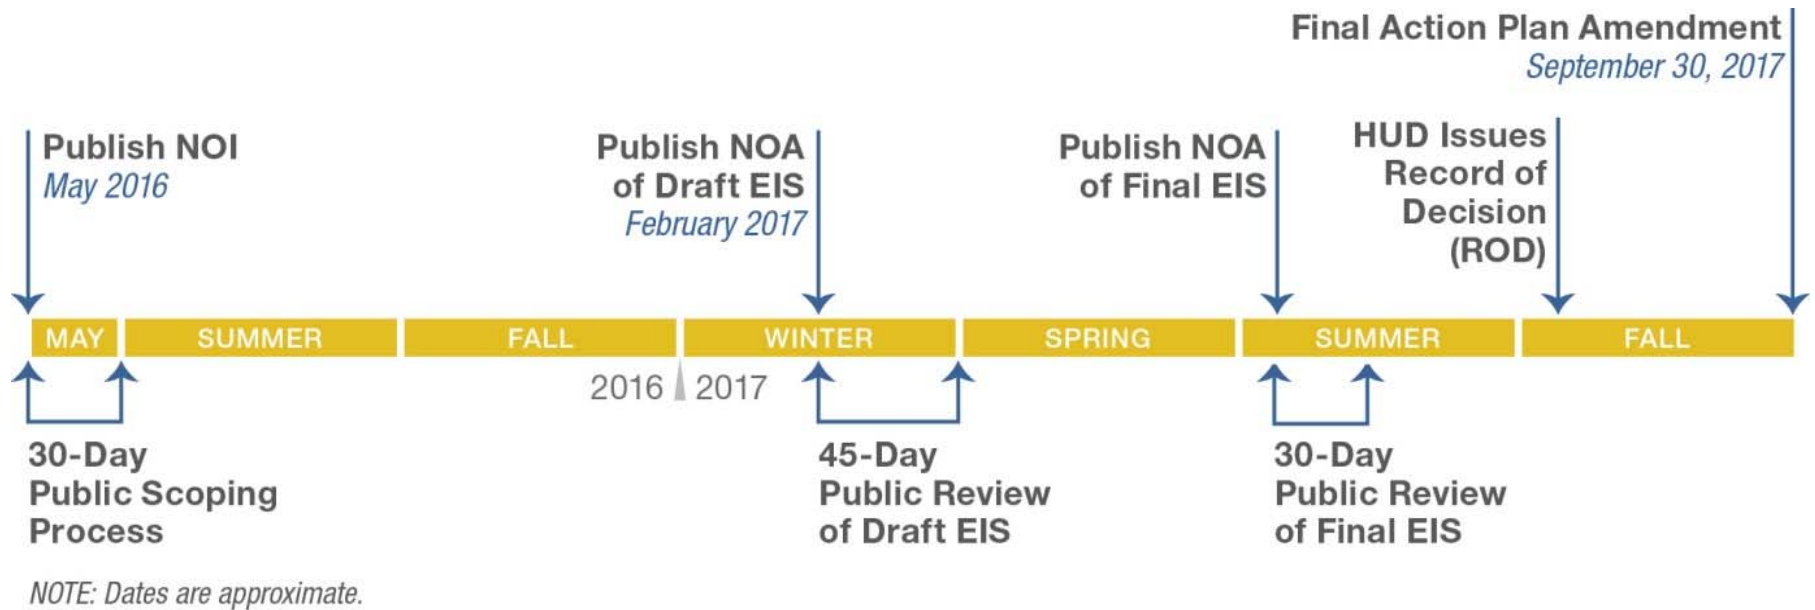 Final Action Plan Amendment
September 30, 2017
Publish NOI
May 2016
Publish NOA
of Draft EIS
February 2017
Publish NOA
of Final EIS
HUD Issues
Record of
Decision
(ROD)
MAY SUMMER FALL WINTER SPRING SUMMER FALL
2016 2017
30-Day
Public Scoping
Process
45-Day
Public Review
of Draft EIS
30-Day
Public Review
of Final EIS
NOTE: Dates are approximate.